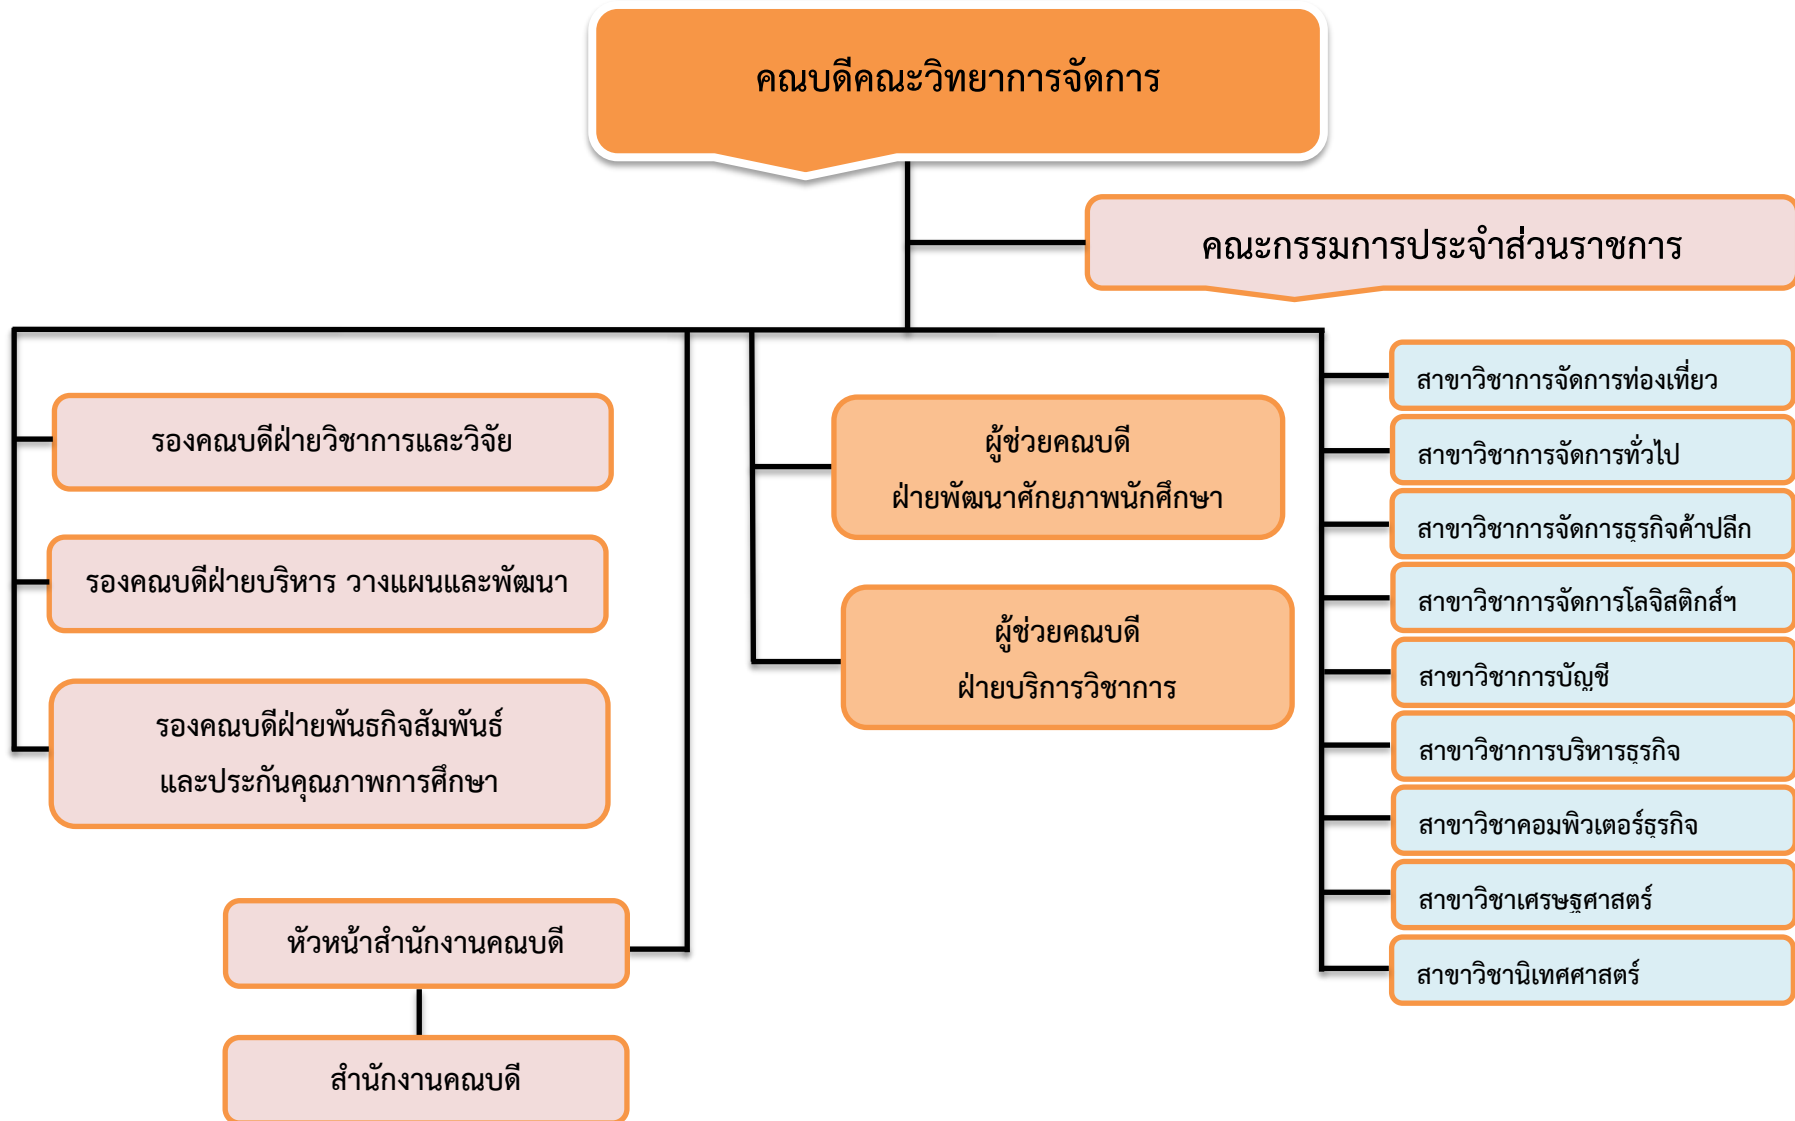 คณบดีคณะวิทยาการจัดการ
คณะกรรมการประจำส่วนราชการ
รองคณบดีฝ่ายวิชาการและวิจัย
รองคณบดีฝ่ายบริหาร วางแผนและพัฒนา
รองคณบดีฝ่ายพันธกิจสัมพันธ์
และประกันคุณภาพการศึกษา
หัวหน้าสำนักงานคณบดี
สำนักงานคณบดี
ผู้ช่วยคณบดี
ฝ่ายพัฒนาศักยภาพนักศึกษา
ผู้ช่วยคณบดี
ฝ่ายบริการวิชาการ
สาขาวิชาการจัดการท่องเที่ยว
สาขาวิชาการจัดการทั่วไป
สาขาวิชาการจัดการธุรกิจค้าปลีก
สาขาวิชาการจัดการโลจิสติกส์ฯ
สาขาวิชาการบัญชี
สาขาวิชาการบริหารธุรกิจ
สาขาวิชาคอมพิวเตอร์ธุรกิจ
สาขาวิชาเศรษฐศาสตร์
สาขาวิชานิเทศศาสตร์